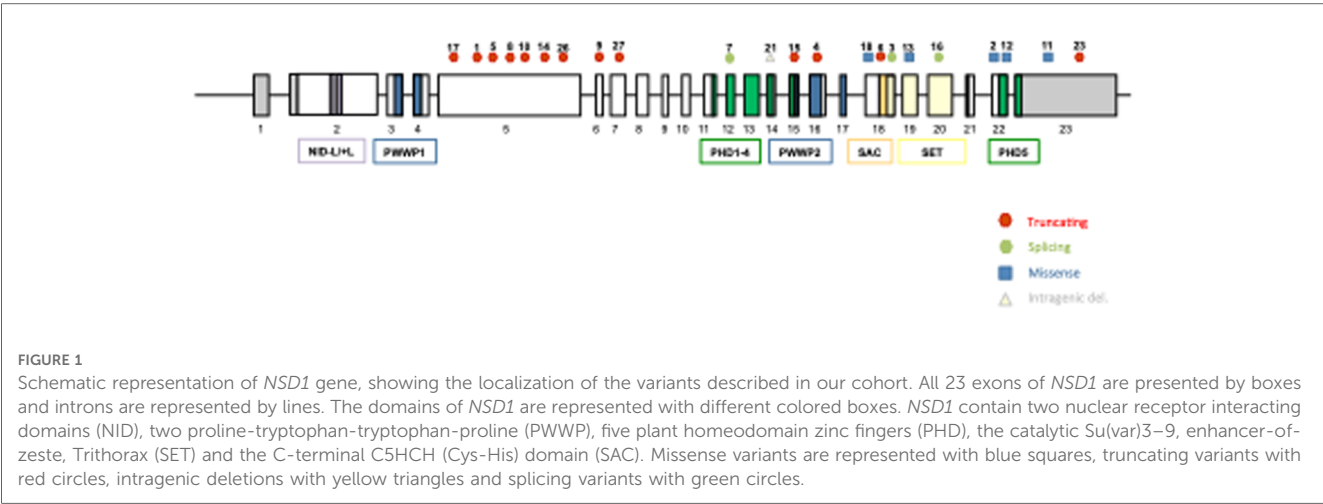 17 1 5 8 10 14 26 9 27 7 21 15 4 18 6 3 13 16 2 12 11 23
1 2 3 4 5 6 7 8 9 10 11 12 13 14 15 16 17 18 19 20 21 22 23
NID-L/+L PWWP1 PHD1-4 PWWP2 SAC SET PHD5
Truncating
Splicing
Missense
Intragenic del.
FIGURE 1
Schematic representation of NSD1 gene, showing the localization of the variants described in our cohort. All 23 exons of NSD1 are presented by boxes
and introns are represented by lines. The domains of NSD1 are represented with different colored boxes. NSD1 contain two nuclear receptor interacting
domains (NID), two proline-tryptophan-tryptophan-proline (PWWP), five plant homeodomain zinc fingers (PHD), the catalytic Su(var)3–9, enhancer-of-
zeste, Trithorax (SET) and the C-terminal C5HCH (Cys-His) domain (SAC). Missense variants are represented with blue squares, truncating variants with
red circles, intragenic deletions with yellow triangles and splicing variants with green circles.